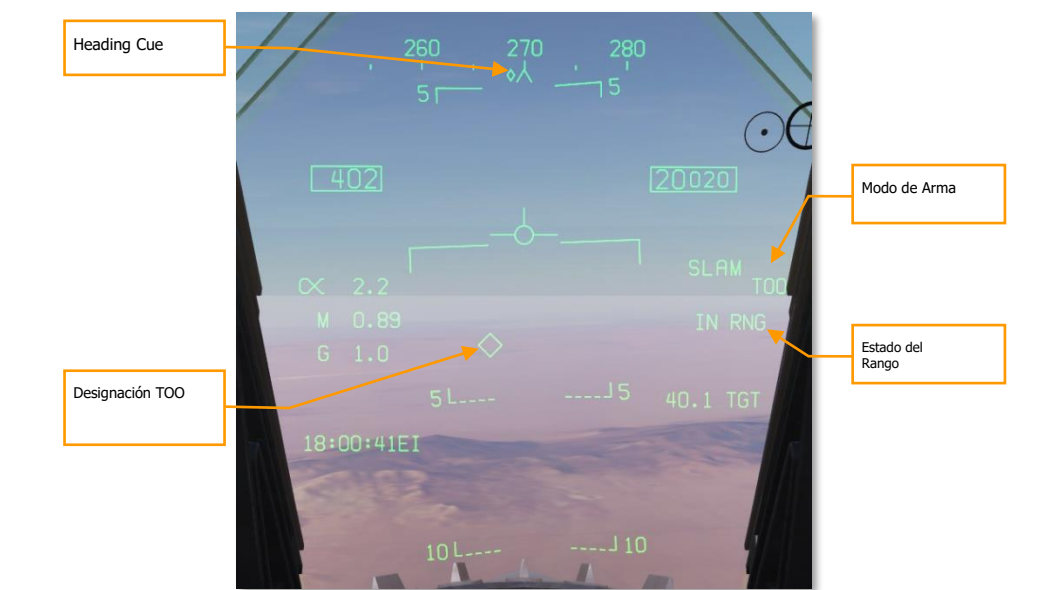 Heading Cue
260 270 280
5 5
402
20020
Modo de Arma
SLAM
TOO
α 2.2
M 0.89
IN RNG
G 1.0
Estado del
Rango
Designación TOO
5 5
40.1 TGT
18:00:41EI
10 10